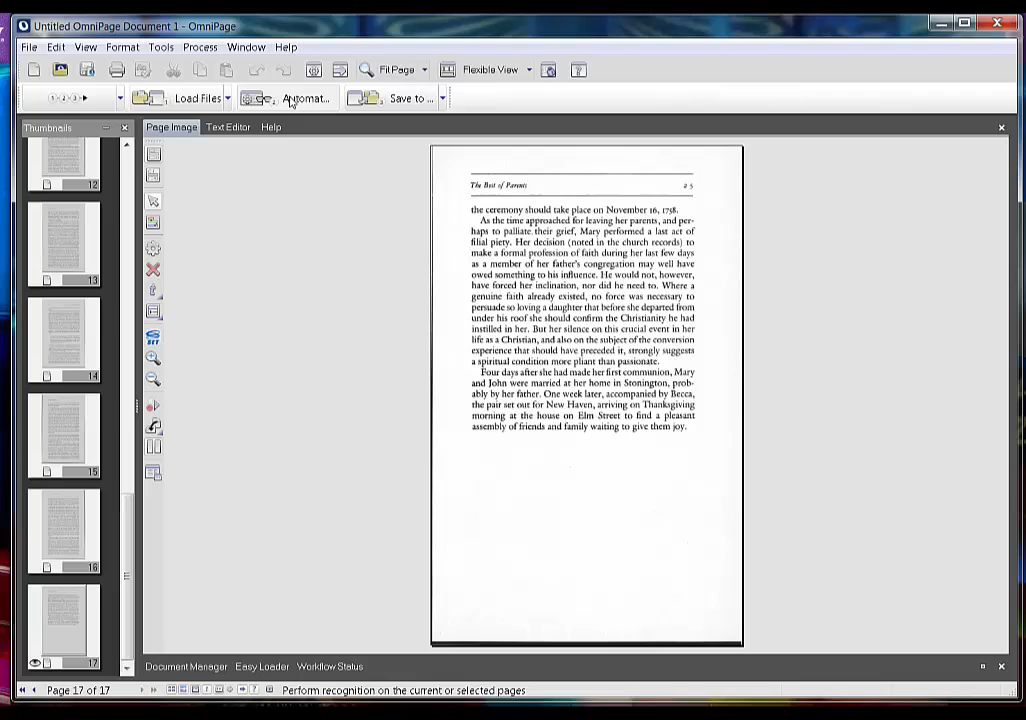 Untitled OmniPage Document 1 - OmniPage
File Edit View Format Tools Process Window Help
Fit Page Flexible View
1 2 3 Load Files Automat... Save to ...
Thumbnails
Page Image Text Editor Help
12
13
14
15
16
17
The Best of Parents 25
the ceremony should take place on November 16, 1758.
As the time approached for leaving her parents, and per-
haps to palliate their grief, Mary performed a last act of
filial piety. Her decision (noted in the church records) to
make a formal profession of faith during her last few days
as a member of her father's congregation may well have
owed something to his influence. He would not, however,
have forced her inclination, nor did he need to. Where a
genuine faith already existed, no force was necessary to
persuade so loving a daughter that before she departed from
under his roof she should confirm the Christianity he had
instilled in her. But her silence on this crucial event in her
life as a Christian, and also on the subject of the conversion
experience that should have preceded it, strongly suggests
a spiritual condition more pliant than passionate.
Four days after she had made her first communion, Mary
and John were married at her home in Stonington, prob-
ably by her father. One week later, accompanied by Becca,
the pair set out for New Haven, arriving on Thanksgiving
morning at the house on Elm Street to find a pleasant
assembly of friends and family waiting to give them joy.
Document Manager Easy Loader Workflow Status
Page 17 of 17 Perform recognition on the current or selected pages